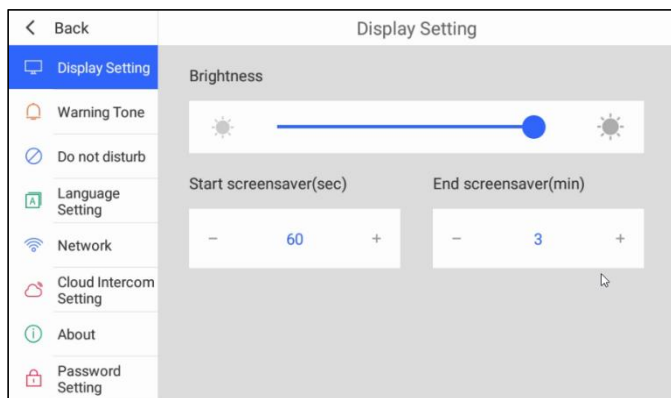 Back
Display Setting
Display Setting
Warning Tone
Do not disturb
Language
Setting
Network
Cloud Intercom
Setting
About
Password
Setting
Brightness
Start screensaver(sec)
End screensaver(min)
− 60 +
− 3 +
A